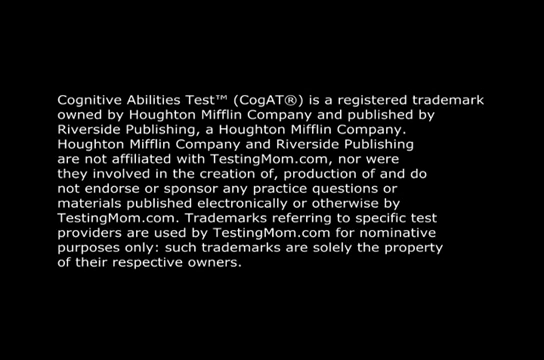 Cognitive Abilities Test™ (CogAT®) is a registered trademark
owned by Houghton Mifflin Company and published by
Riverside Publishing, a Houghton Mifflin Company.
Houghton Mifflin Company and Riverside Publishing
are not affiliated with TestingMom.com, nor were
they involved in the creation of, production of and do
not endorse or sponsor any practice questions or
materials published electronically or otherwise by
TestingMom.com. Trademarks referring to specific test
providers are used by TestingMom.com for nominative
purposes only: such trademarks are solely the property
of their respective owners.